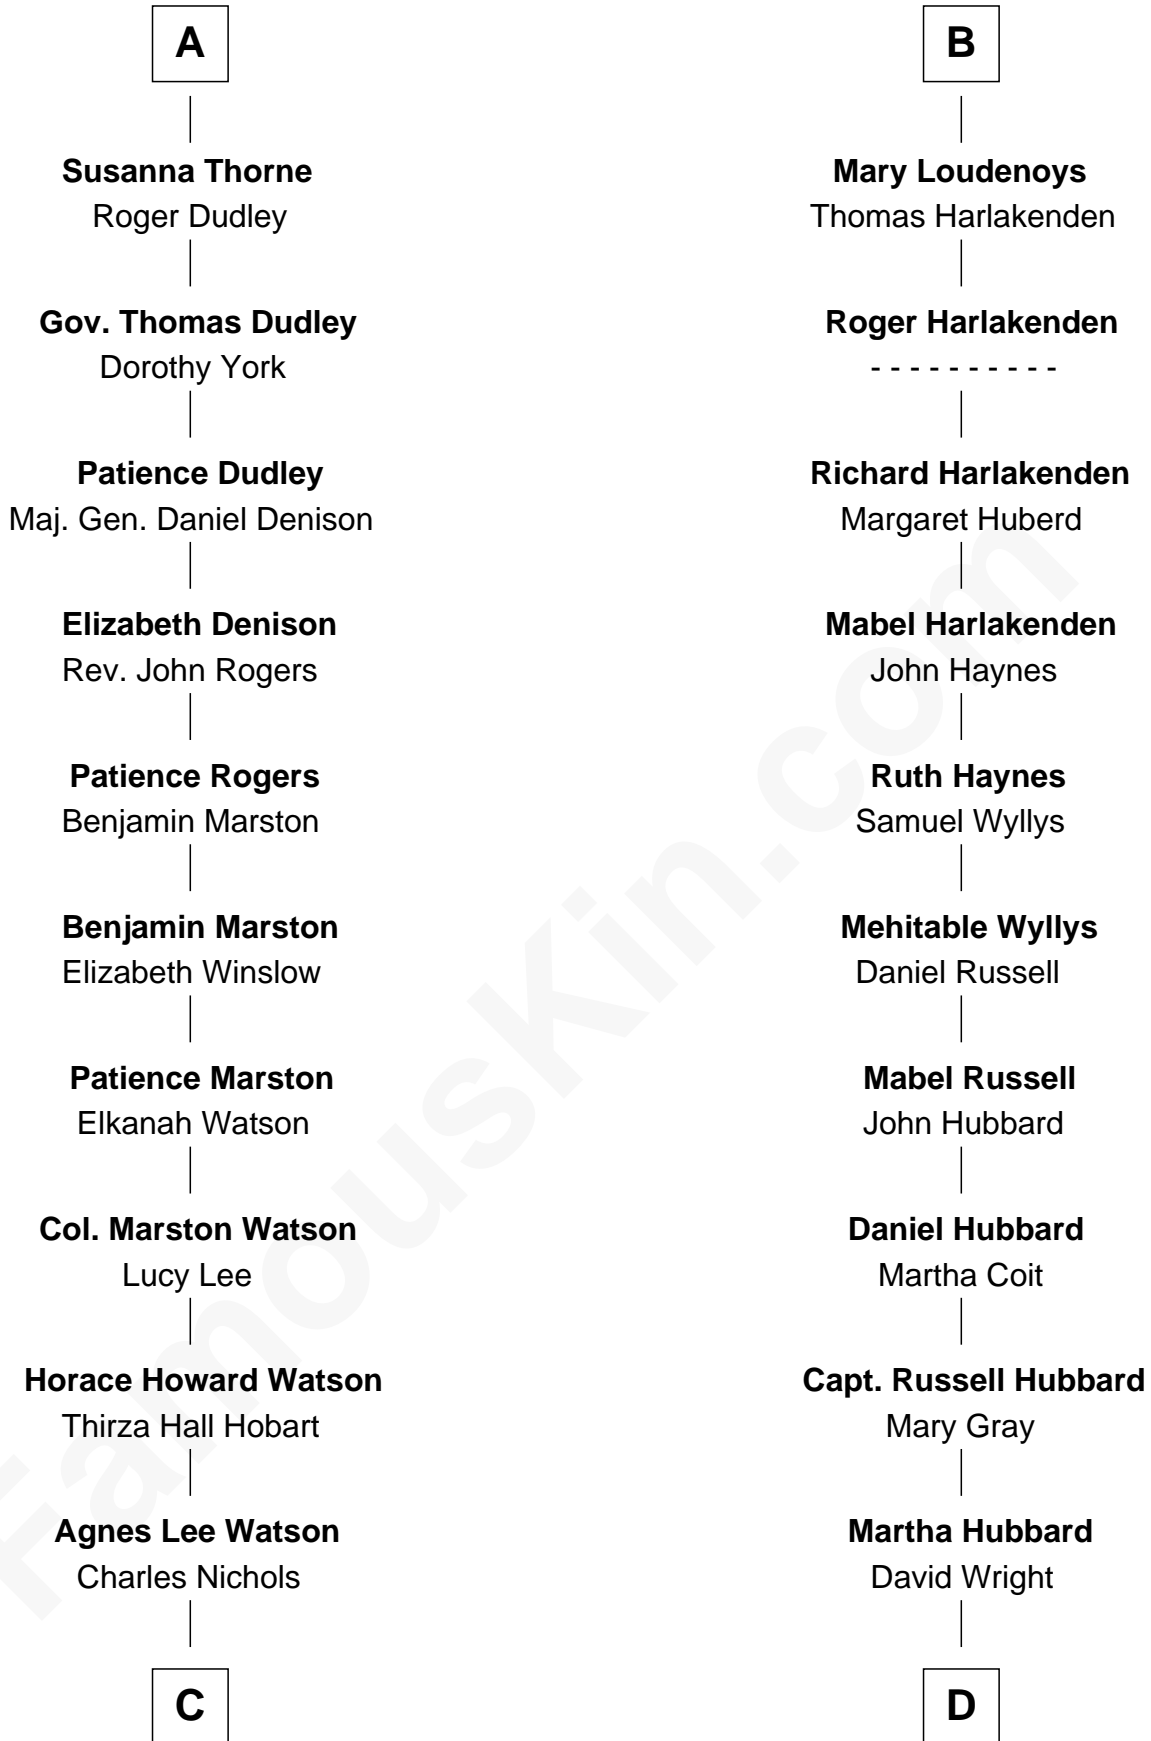 A
Susanna Thorne
Roger Dudley
Gov. Thomas Dudley
Dorothy York
Patience Dudley
Maj. Gen. Daniel Denison
Elizabeth Denison
Rev. John Rogers
Patience Rogers
Benjamin Marston
Benjamin Marston
Elizabeth Winslow
Patience Marston
Elkanah Watson
Col. Marston Watson
Lucy Lee
Horace Howard Watson
Thirza Hall Hobart
Agnes Lee Watson
Charles Nichols
C
B
Mary Loudenoys
Thomas Harlakenden
Roger Harlakenden
- - - - - - - - - -
Richard Harlakenden
Margaret Huberd
Mabel Harlakenden
John Haynes
Ruth Haynes
Samuel Wyllys
Mehitable Wyllys
Daniel Russell
Mabel Russell
John Hubbard
Daniel Hubbard
Martha Coit
Capt. Russell Hubbard
Mary Gray
Martha Hubbard
David Wright
D
FamousKin.com